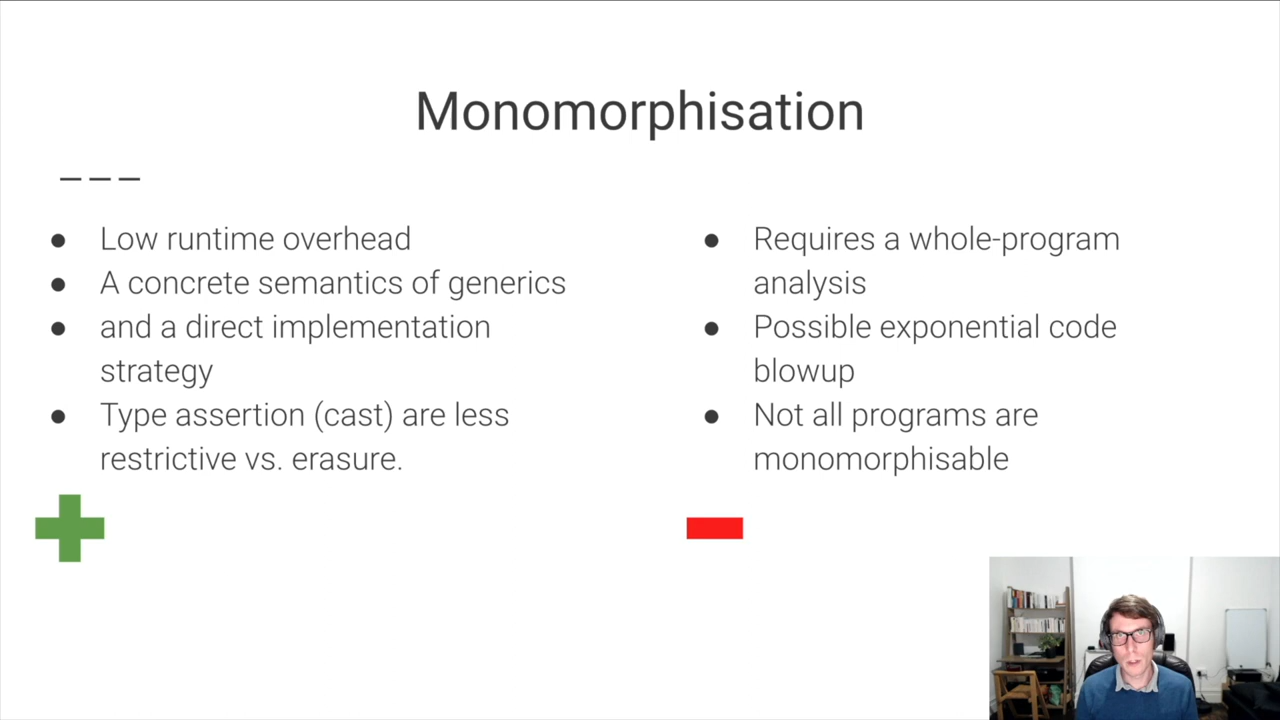 Monomorphisation
● Low runtime overhead
● A concrete semantics of generics
● and a direct implementation
strategy
● Type assertion (cast) are less
restrictive vs. erasure.
● Requires a whole-program
analysis
● Possible exponential code
blowup
● Not all programs are
monomorphisable